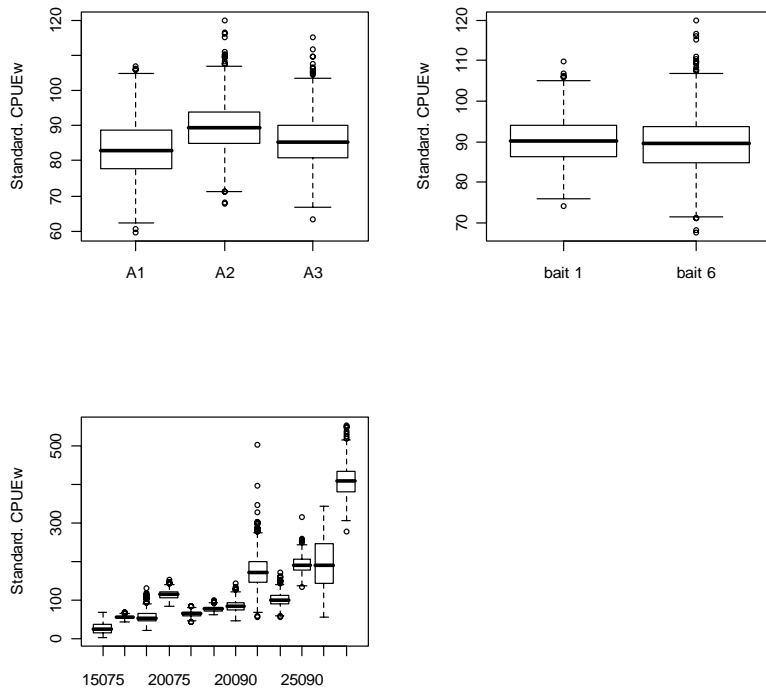 Standard. CPUEw
60 70 80 90 100 120
A1 A2 A3
Standard. CPUEw
70 80 90 100 110 120
bait 1 bait 6
Standard. CPUEw
0 100 300 500
15075 20075 20090 25090